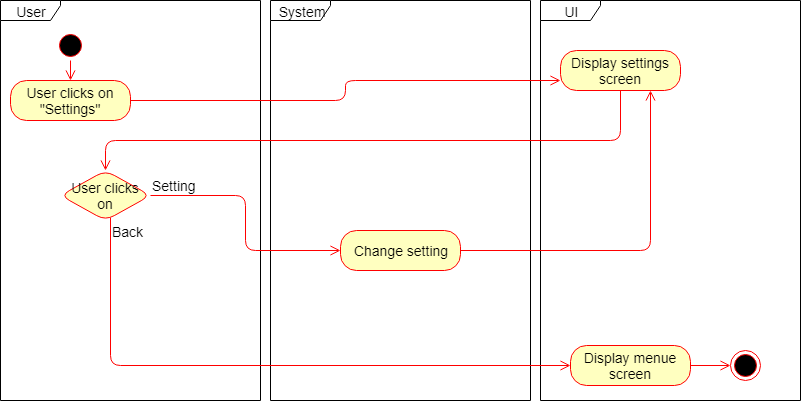 User
System
UI
User clicks on
"Settings"
Display settings
screen
User clicks
on
Setting
Back
Change setting
Display menue
screen